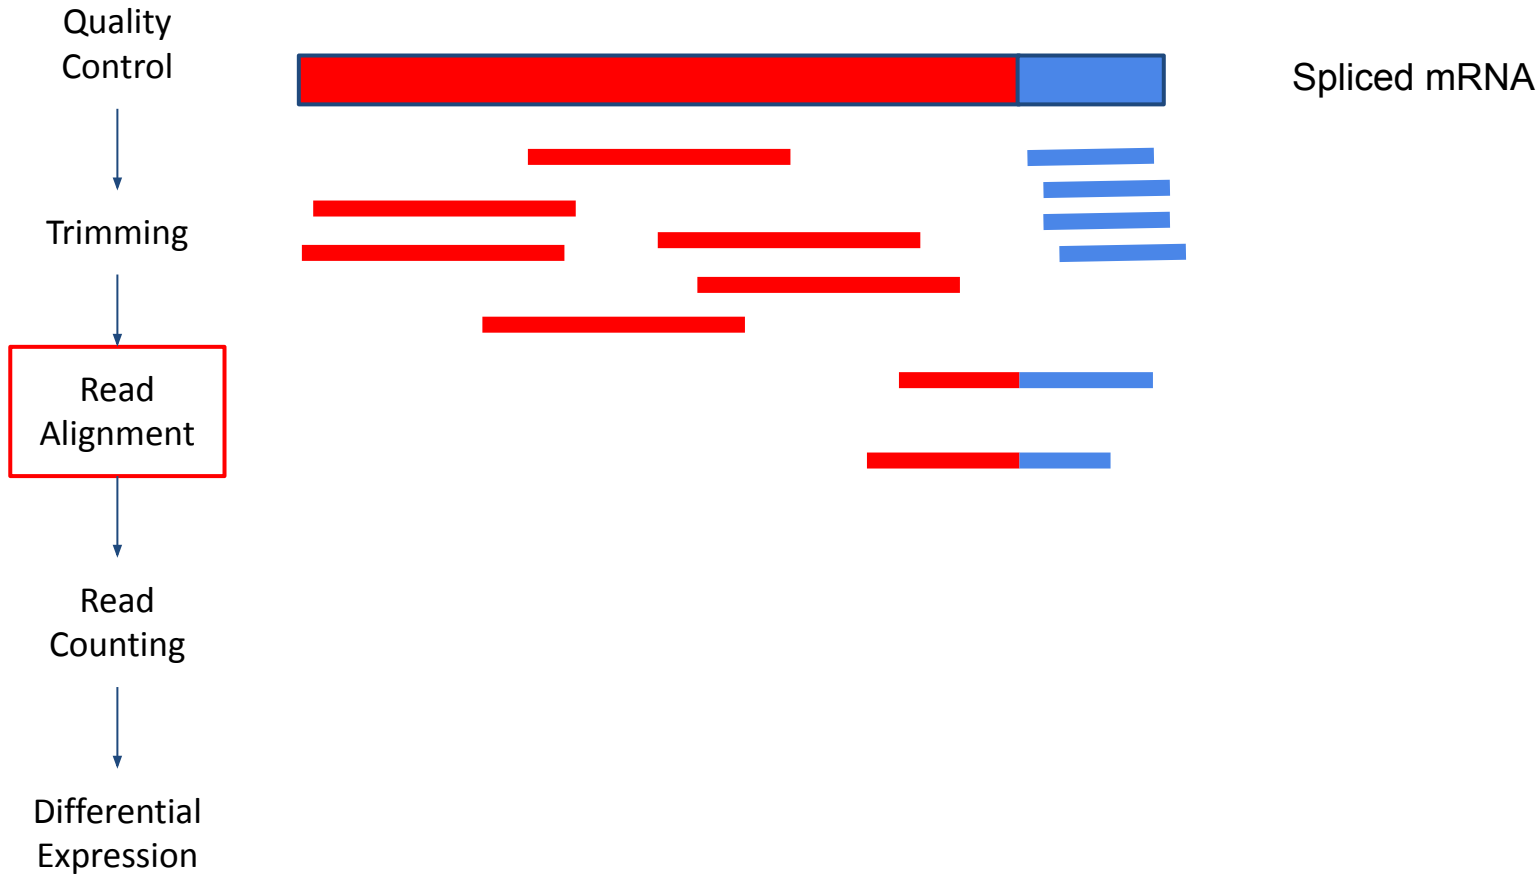 Quality
Control
Spliced mRNA
Trimming
Read
Alignment
Read
Counting
Differential
Expression